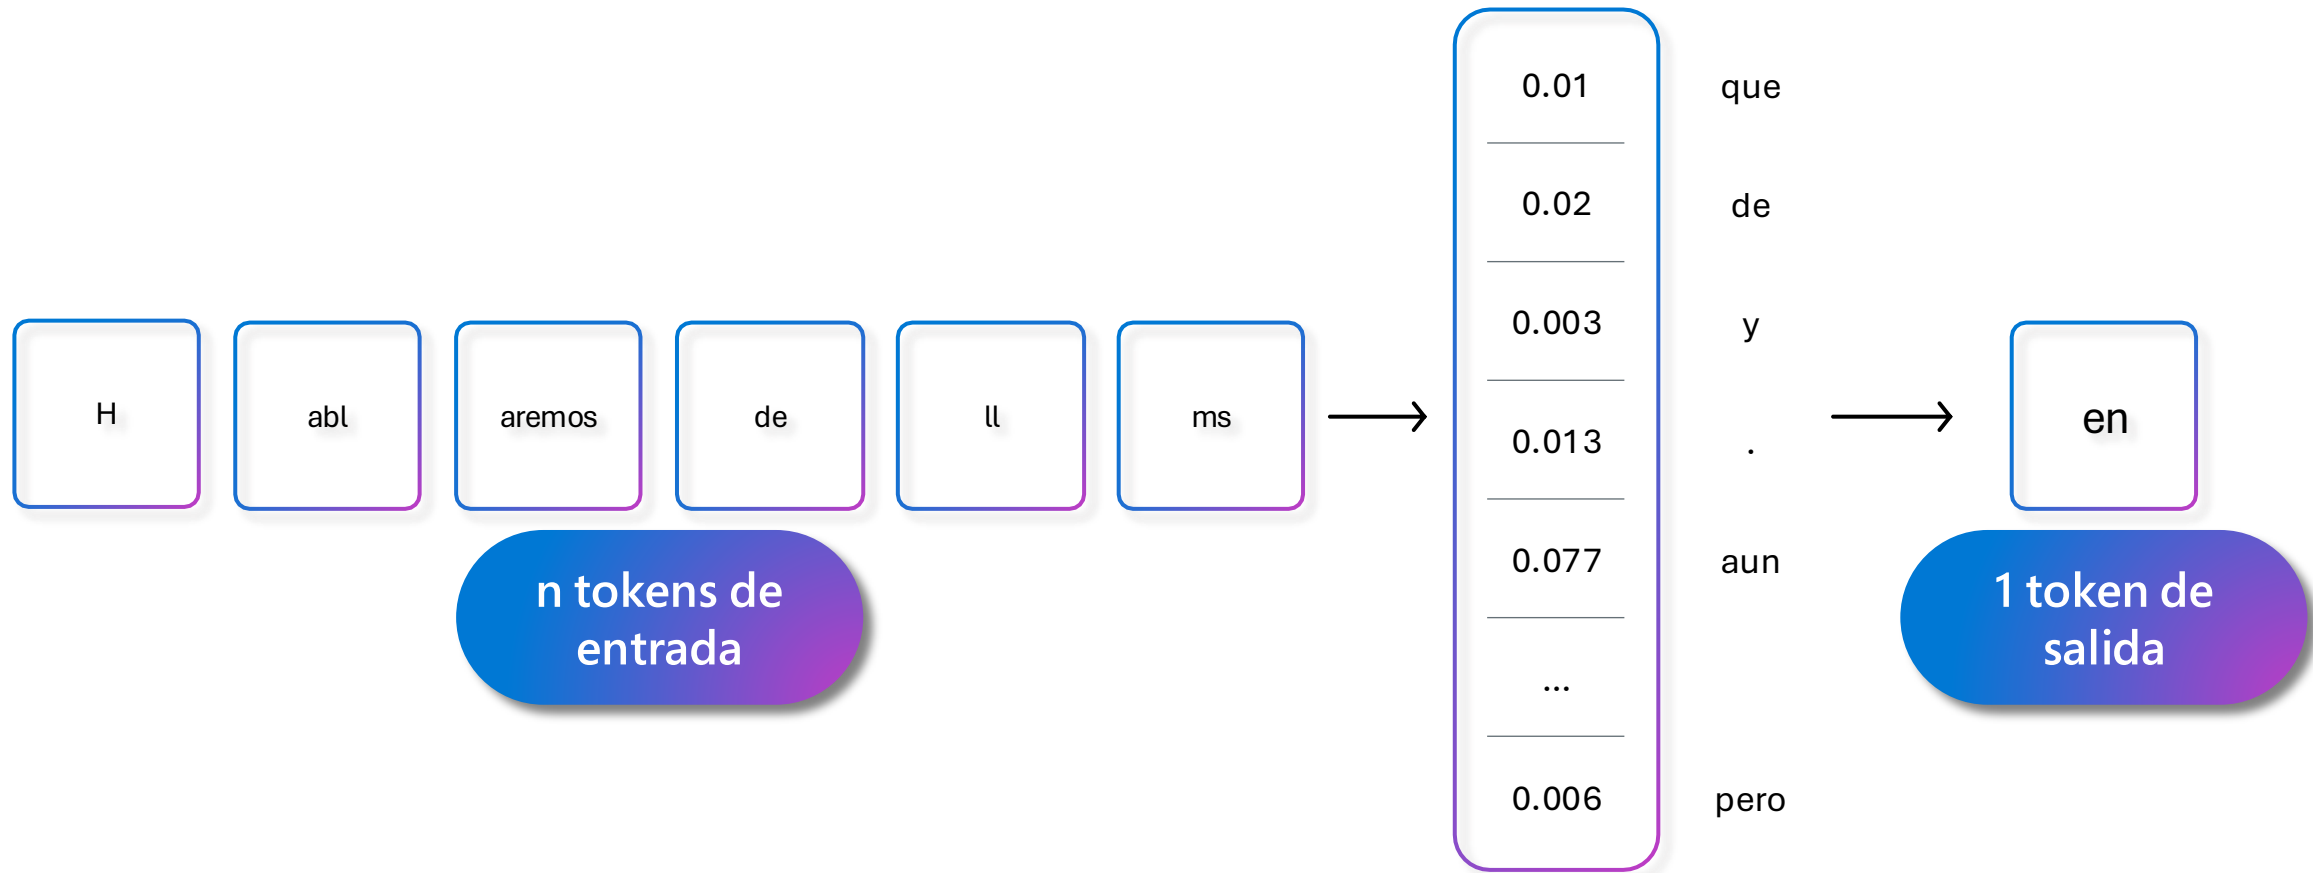 H abl aremos de ll ms
n tokens de
entrada
0.01 que
0.02 de
0.003 y
0.013 .
0.077 aun
...
0.006 pero
en
1 token de
salida